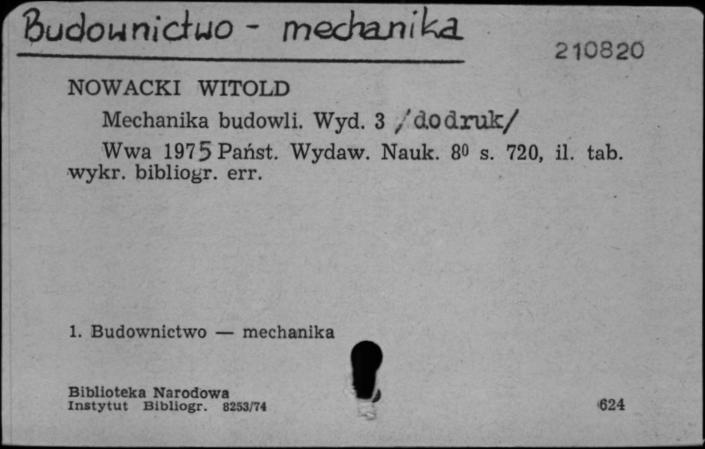 Budownictwo - mechanika
210820
NOWACKI WITOLD
Mechanika budowli. Wyd. 3 /dodruk/
Wwa 1975 Państ. Wydaw. Nauk. 8⁰ s. 720, il. tab.
wykr. bibliogr. err.
1. Budownictwo — mechanika
Biblioteka Narodowa
Instytut Bibliogr. 8253/74
624